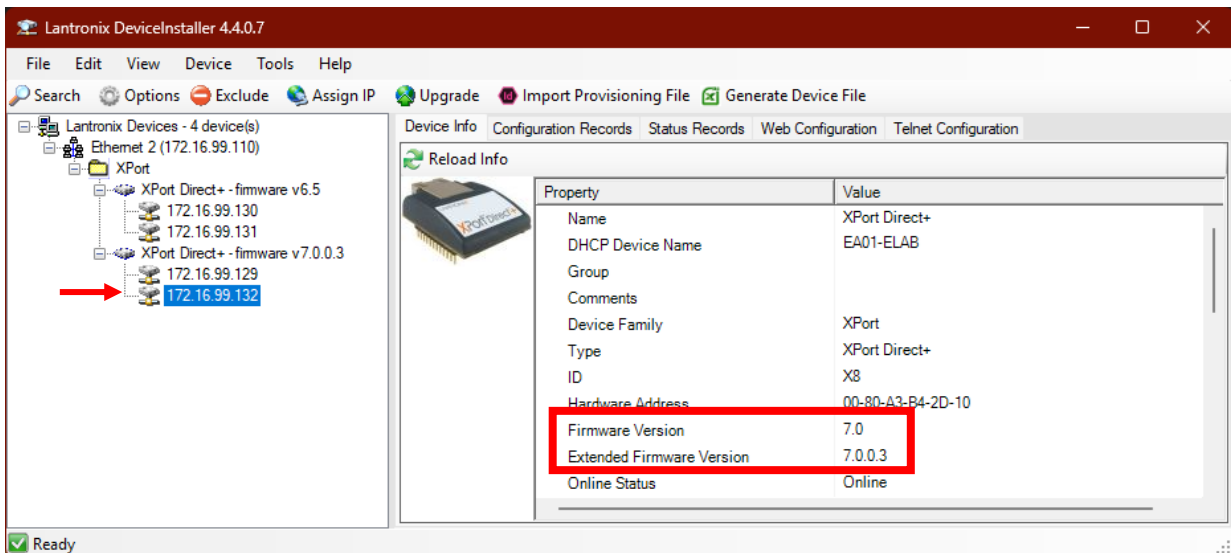 Lantronix DeviceInstaller 4.4.0.7
File Edit View Device Tools Help
Search Options Exclude Assign IP Upgrade Import Provisioning File Generate Device File
Lantronix Devices - 4 device(s)
Ethernet 2 (172.16.99.110)
XPort
XPort Direct+ - firmware v6.5
172.16.99.130
172.16.99.131
XPort Direct+ - firmware v7.0.0.3
172.16.99.129
172.16.99.132
Device Info Configuration Records Status Records Web Configuration Telnet Configuration
Reload Info
XPort Direct+
Property Value
Name XPort Direct+
DHCP Device Name EA01-ELAB
Group
Comments
Device Family XPort
Type XPort Direct+
ID X8
Hardware Address 00-80-A3-B4-2D-10
Firmware Version 7.0
Extended Firmware Version 7.0.0.3
Online Status Online
Ready